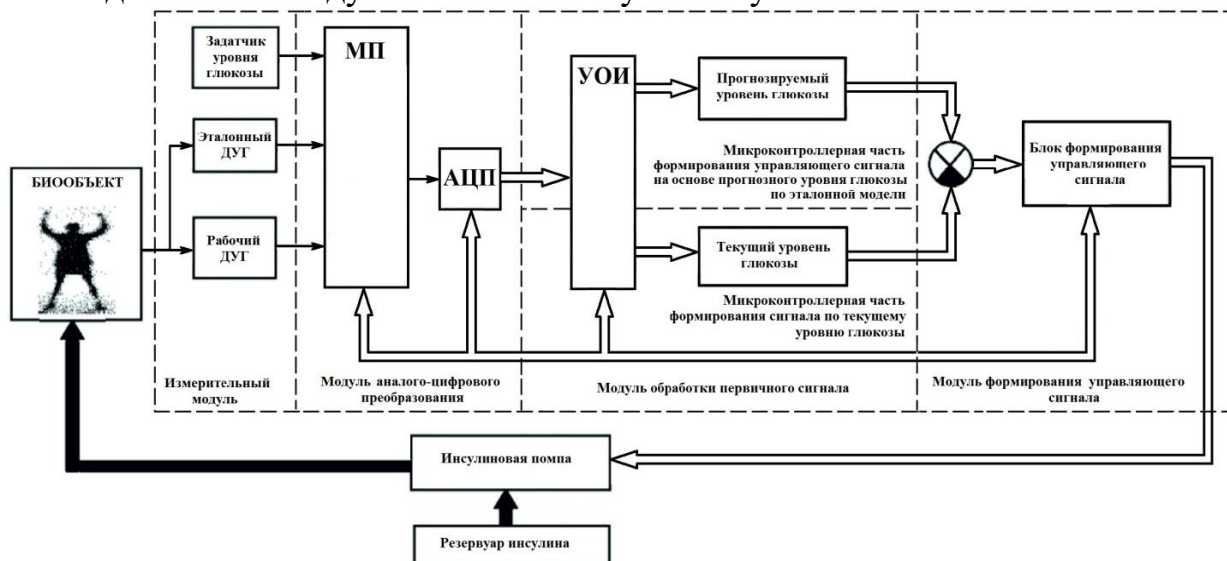 Задатчик
уровня
глюкозы
МП
УОИ
Прогнозируемый
уровень глюкозы
Эталонный
ДУГ
Микроконтроллерная часть
формирования управляющего сигнала
на основе прогнозного уровня глюкозы
по эталонной модели
Блок формирования
управляющего
сигнала
АЦП
БИООБЪЕКТ
Рабочий
ДУГ
Текущий уровень
глюкозы
Микроконтроллерная часть
формирования сигнала по текущему
уровню глюкозы
Измерительный
модуль
Модуль аналого-цифрового
преобразования
Модуль обработки первичного сигнала
Модуль формирования управляющего
сигнала
Инсулиновая помпа
Резервуар инсулина